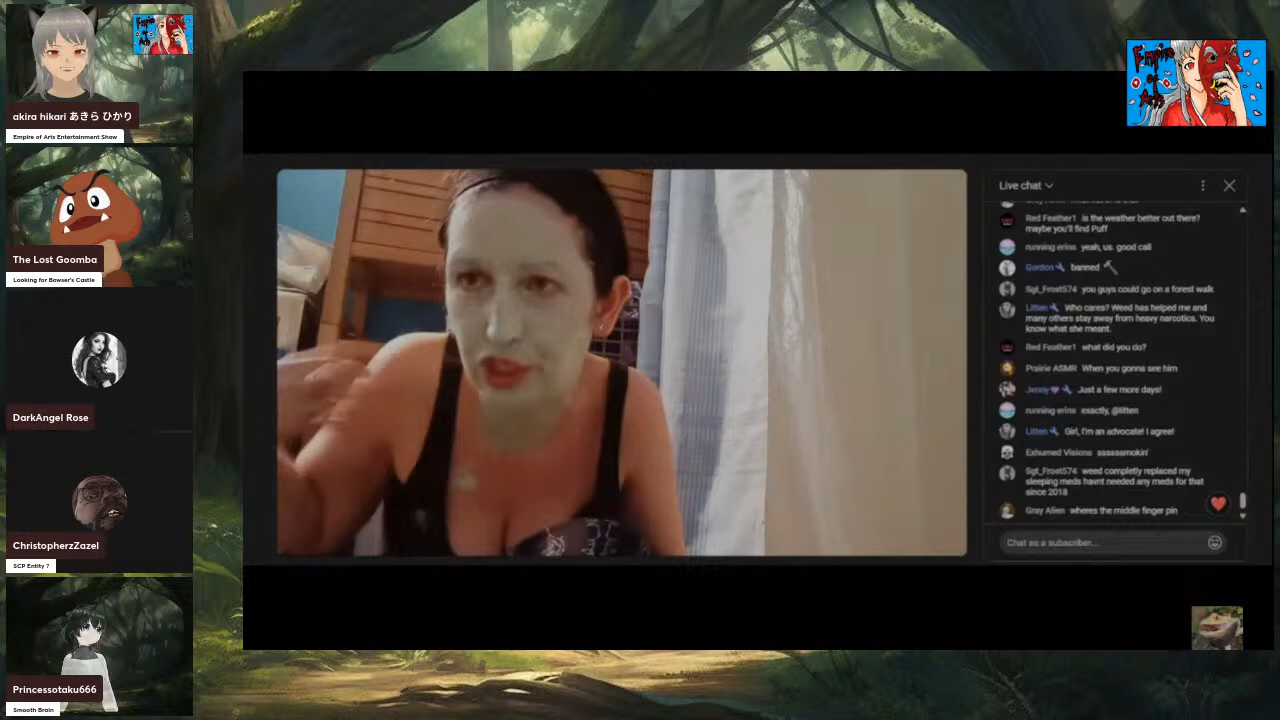 akira hikari あきら ひかり
Empire of Arts Entertainment Show
The Lost Goomba
Looking for Bowser's Castle
DarkAngel Rose
ChristopherzZazel
SCP Entity ?
Princessotaku666
Smooth Brain
Empire
of
Arts
Live chat
Red Feather1 is the weather better out there?
maybe you'll find Puff
running erins yeah, us. good call
Gordon banned
Sgt_Frost574 you guys could go on a forest walk
Litten Who cares? Weed has helped me and
many others stay away from heavy narcotics. You
know what she meant.
Red Feather1 what did you do?
Prairie ASMR When you gonna see him
Jenny Just a few more days!
running erins exactly, @litten
Litten Girl, I'm an advocate! I agree!
Exhumed Visions asssssmokin'
Sgt_Frost574 weed completly replaced my
sleeping meds havnt needed any meds for that
since 2018
Gray Alien wheres the middle finger pin
Chat as a subscriber...